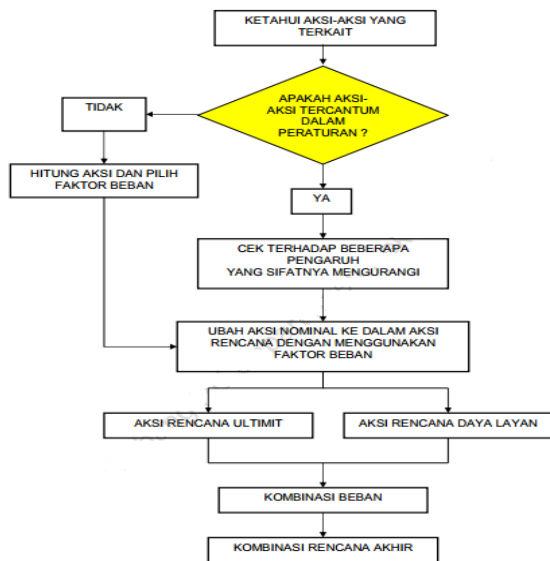 KETAHUI AKSI-AKSI YANG
TERKAIT
APAKAH AKSI-
AKSI TERCANTUM
DALAM
PERATURAN ?
TIDAK
HITUNG AKSI DAN PILIH
FAKTOR BEBAN
YA
CEK TERHADAP BEBERAPA
PENGARUH
YANG SIFATNYA MENGURANGI
UBAH AKSI NOMINAL KE DALAM AKSI
RENCANA DENGAN MENGGUNAKAN
FAKTOR BEBAN
AKSI RENCANA ULTIMIT
AKSI RENCANA DAYA LAYAN
KOMBINASI BEBAN
KOMBINASI RENCANA AKHIR